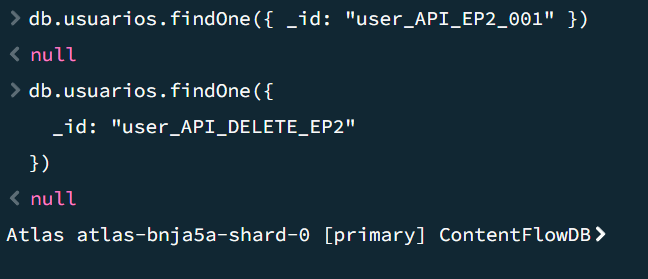 > db.usuarios.findOne({ _id: "user_API_EP2_001" })
< null
> db.usuarios.findOne({
    _id: "user_API_DELETE_EP2"
  })
< null
Atlas atlas-bnja5a-shard-0 [primary] ContentFlowDB>